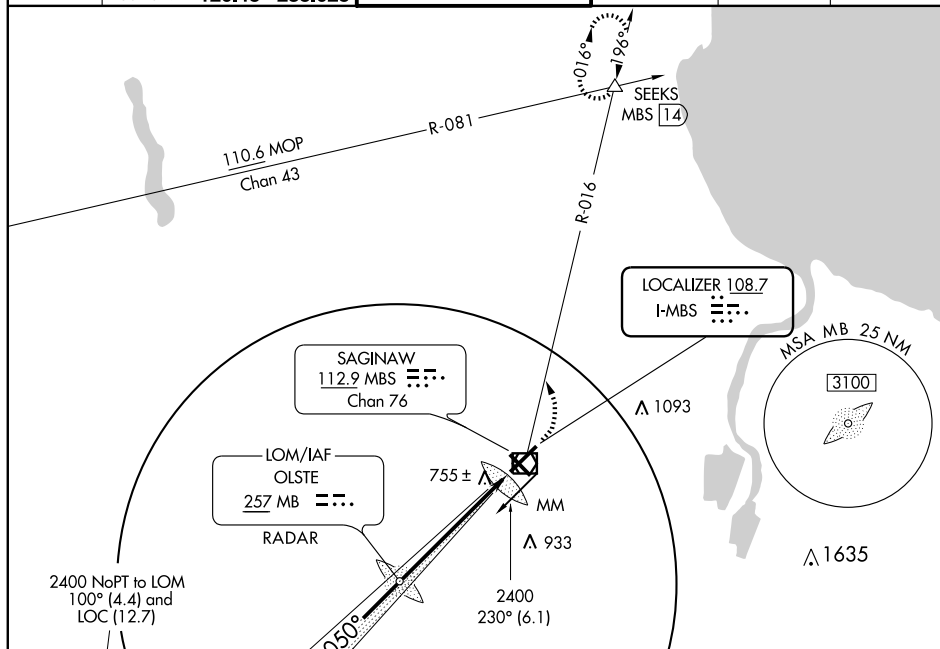 016°
196°
SEEKS
MBS 14
R-081
110.6 MOP
Chan 43
R-016
LOCALIZER 108.7
I-MBS
MSA MB 25 NM
3100
SAGINAW
112.9 MBS
Chan 76
1093
LOM/IAF
OLSTE
257 MB
RADAR
755 ±
MM
933
1635
2400 NoPT to LOM
100° (4.4) and
LOC (12.7)
2400
230° (6.1)
050°